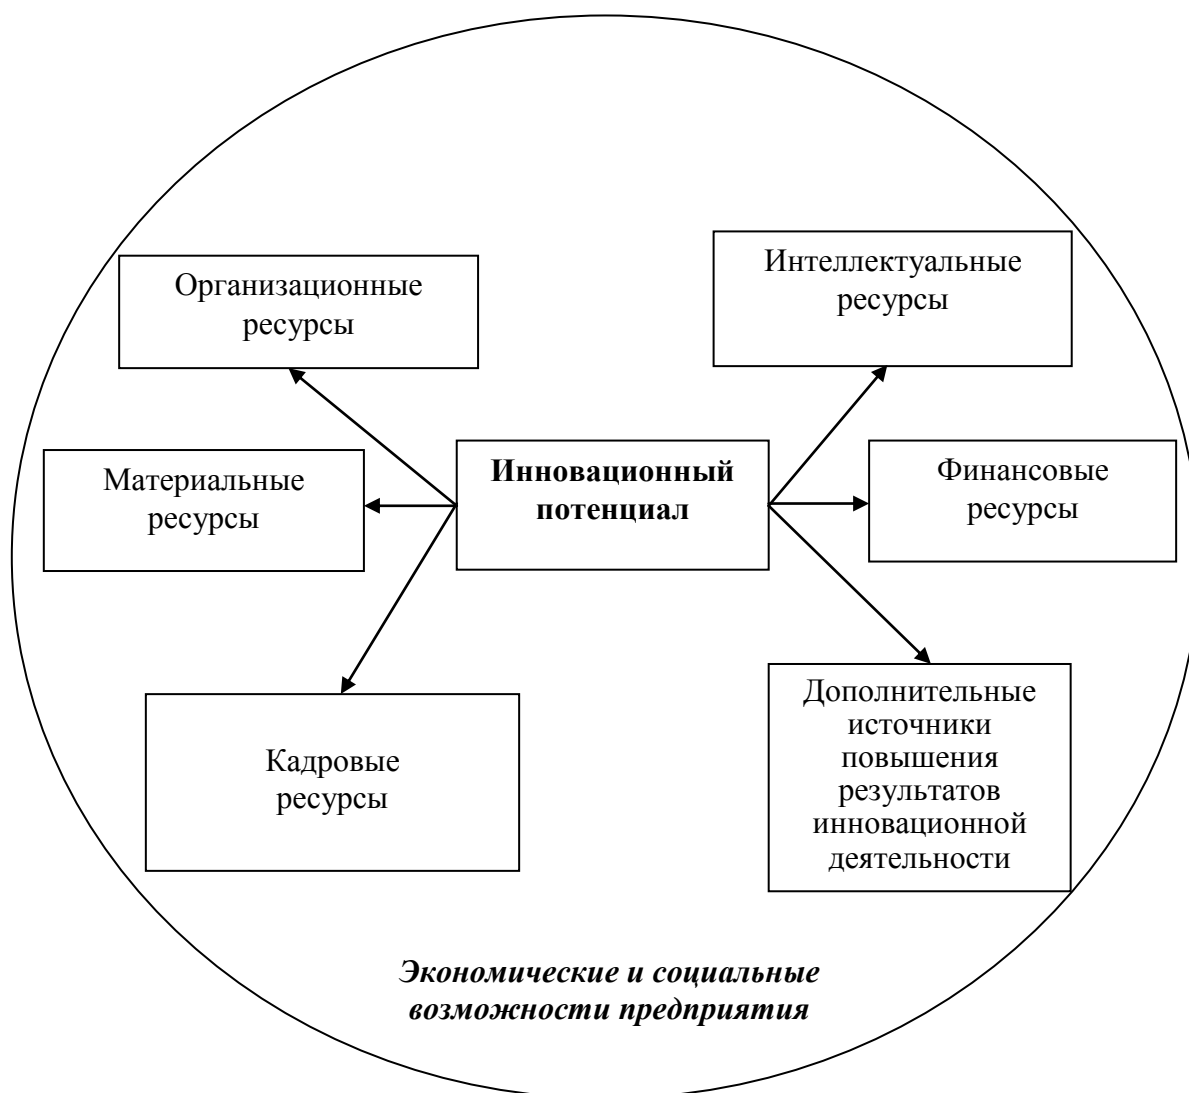 Организационные
ресурсы
Интеллектуальные
ресурсы
Материальные
ресурсы
Инновационный
потенциал
Финансовые
ресурсы
Кадровые
ресурсы
Дополнительные
источники
повышения
результатов
инновационной
деятельности
Экономические и социальные
возможности предприятия